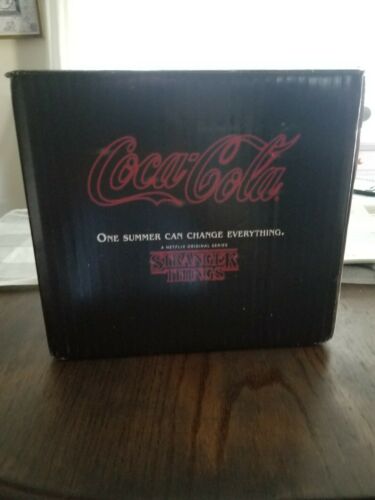 Coca-Cola
ONE SUMMER CAN CHANGE EVERYTHING.
A NETFLIX ORIGINAL SERIES
STRANGER
THINGS